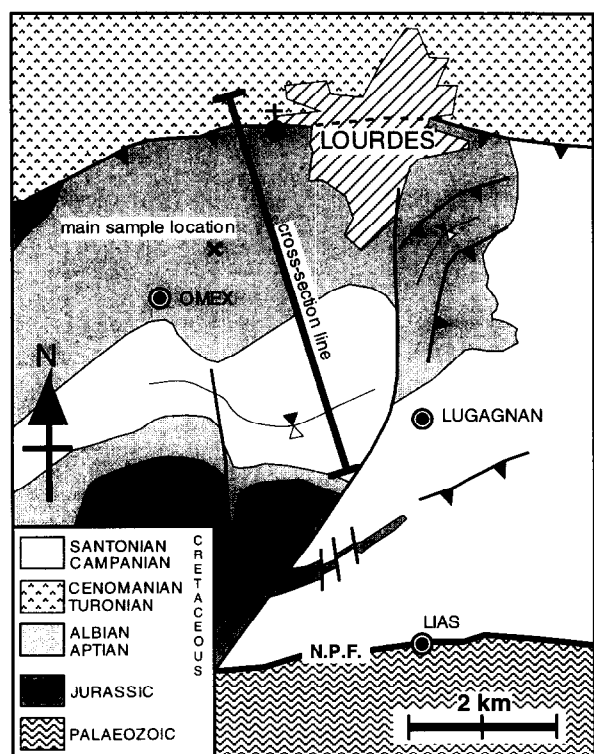 LOURDES
main sample location
cross-section line
OMEX
N
LUGAGNAN
SANTONIAN
CAMPANIAN
CENOMANIAN
TURONIAN
ALBIAN
APTIAN
CRETACEOUS
JURASSIC
PALAEOZOIC
LIAS
N.P.F.
2 km